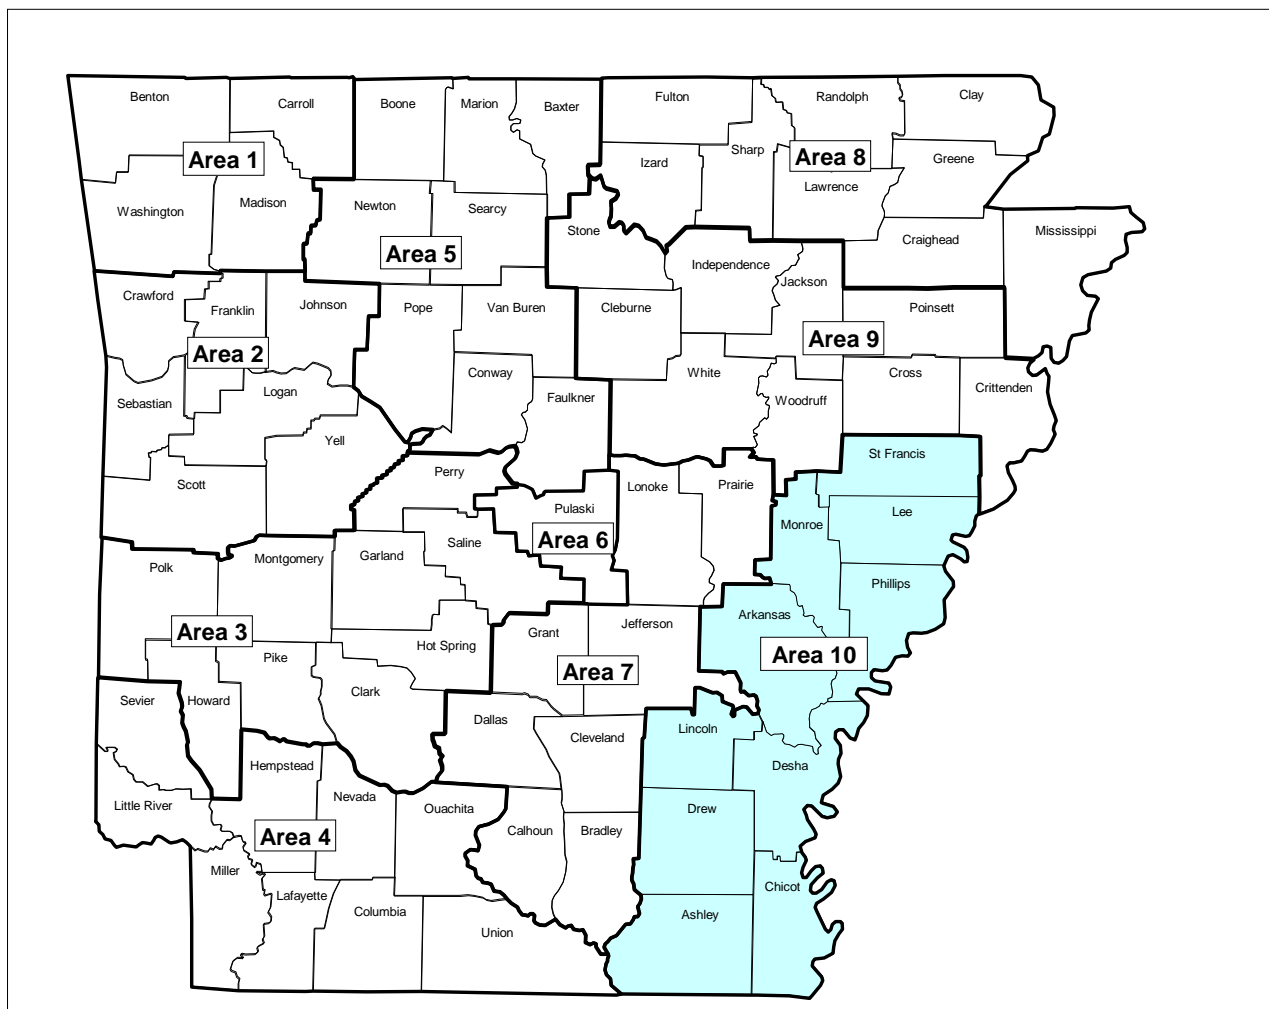 Benton
Carroll
Boone
Marion
Baxter
Fulton
Randolph
Clay
Area 1
Izard
Sharp
Area 8
Greene
Lawrence
Washington
Madison
Newton
Searcy
Stone
Craighead
Mississippi
Area 5
Independence
Jackson
Crawford
Franklin
Johnson
Pope
Van Buren
Cleburne
Poinsett
Area 2
Area 9
Conway
White
Cross
Crittenden
Sebastian
Logan
Faulkner
Woodruff
Yell
St Francis
Scott
Perry
Lonoke
Prairie
Pulaski
Monroe
Lee
Area 6
Saline
Garland
Montgomery
Polk
Phillips
Arkansas
Area 3
Grant
Jefferson
Hot Spring
Pike
Area 7
Area 10
Sevier
Howard
Clark
Dallas
Cleveland
Lincoln
Desha
Hempstead
Little River
Nevada
Ouachita
Drew
Area 4
Calhoun
Bradley
Miller
Lafayette
Chicot
Columbia
Ashley
Union